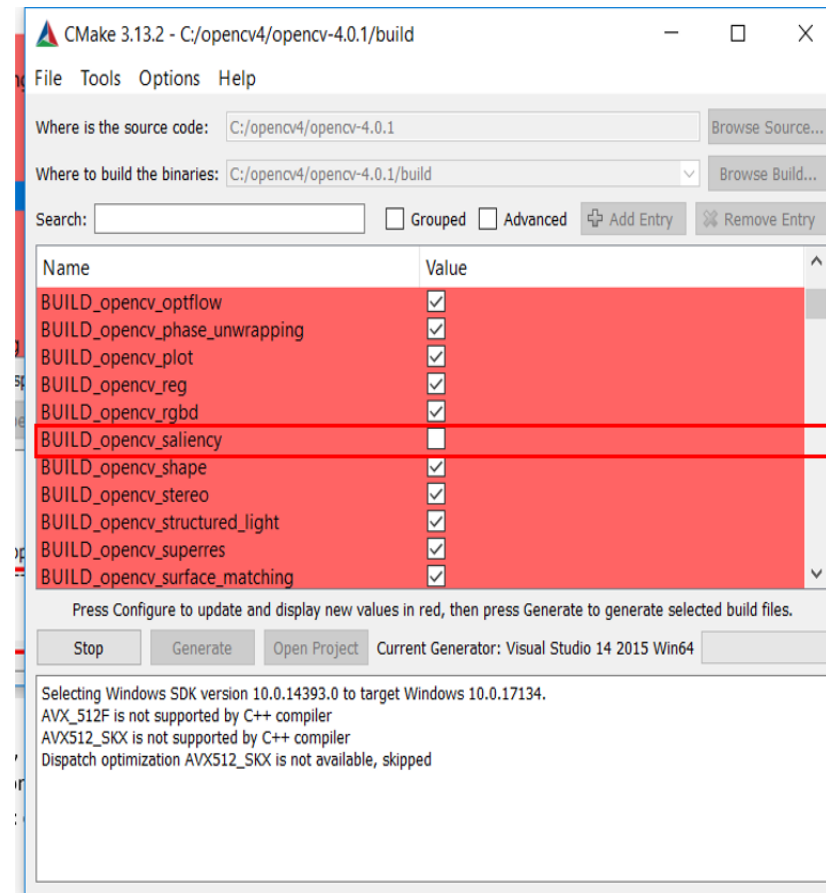 CMake 3.13.2 - C:/opencv4/opencv-4.0.1/build
File Tools Options Help
Where is the source code: C:/opencv4/opencv-4.0.1 Browse Source...
Where to build the binaries: C:/opencv4/opencv-4.0.1/build Browse Build...
Search: Grouped Advanced Add Entry Remove Entry
Name Value
BUILD_opencv_optflow
BUILD_opencv_phase_unwrapping
BUILD_opencv_plot
BUILD_opencv_reg
BUILD_opencv_rgbd
BUILD_opencv_saliency
BUILD_opencv_shape
BUILD_opencv_stereo
BUILD_opencv_structured_light
BUILD_opencv_superres
BUILD_opencv_surface_matching
Press Configure to update and display new values in red, then press Generate to generate selected build files.
Stop Generate Open Project Current Generator: Visual Studio 14 2015 Win64
Selecting Windows SDK version 10.0.14393.0 to target Windows 10.0.17134.
AVX_512F is not supported by C++ compiler
AVX512_SKX is not supported by C++ compiler
Dispatch optimization AVX512_SKX is not available, skipped